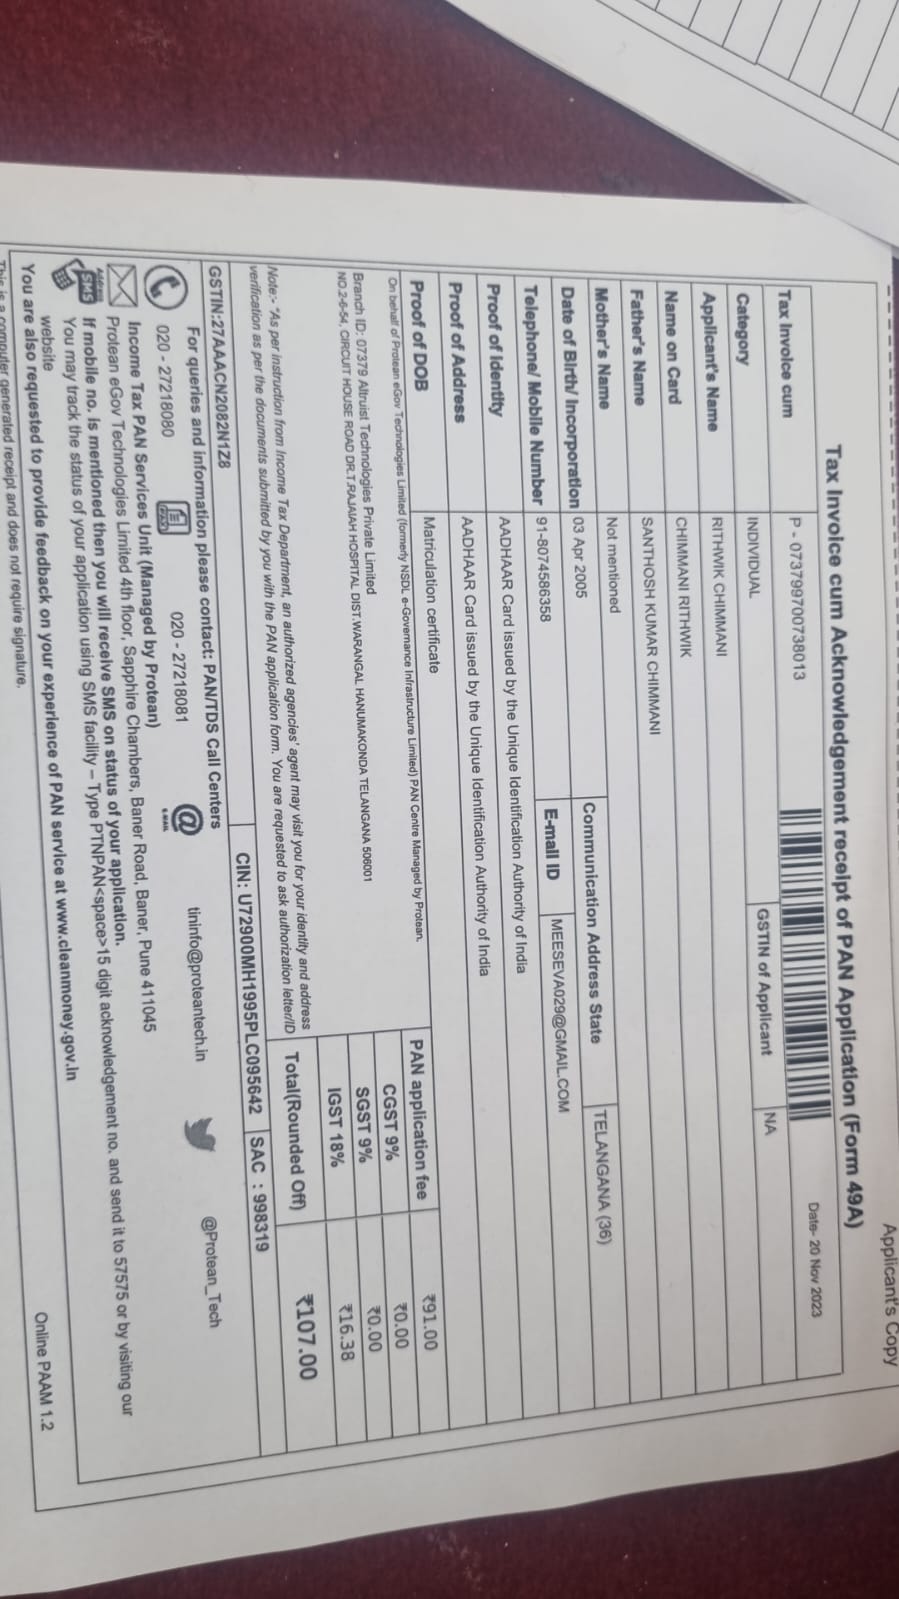 Applicant's Copy
Tax Invoice cum Acknowledgement receipt of PAN Application (Form 49A)
Date- 20 Nov 2023
Tax Invoice cum P - 073799700738013
Category INDIVIDUAL GSTIN of Applicant NA
Applicant's Name RITHWIK CHIMMANI
Name on Card CHIMMANI RITHWIK
Father's Name SANTHOSH KUMAR CHIMMANI
Mother's Name Not mentioned
Date of Birth/ Incorporation 03 Apr 2005 Communication Address State TELANGANA (36)
Telephone/ Mobile Number 91-8074586358 E-mail ID MEESEVA029@GMAIL.COM
Proof of Identity AADHAAR Card issued by the Unique Identification Authority of India
Proof of Address AADHAAR Card issued by the Unique Identification Authority of India
Proof of DOB Matriculation certificate
PAN application fee ₹91.00
On behalf of Protean eGov Technologies Limited (formerly NSDL e-Governance Infrastructure Limited) PAN Centre Managed by Protean.
CGST 9% ₹0.00
Branch ID: 07379 Altruist Technologies Private Limited
SGST 9% ₹0.00
NO.2-6-54, CIRCUIT HOUSE ROAD DR.T.RAJAIAH HOSPITAL DIST.WARANGAL HANUMAKONDA TELANGANA 506001
IGST 18% ₹16.38
Note:- "As per instruction from Income Tax Department, an authorized agencies' agent may visit you for your identity and address
verification as per the documents submitted by you with the PAN application form. You are requested to ask authorization letter/ID
Total(Rounded Off) ₹107.00
GSTIN:27AAACN2082N1Z8 CIN: U72900MH1995PLC095642 SAC : 998319
For queries and information please contact: PAN/TDS Call Centers
020 - 27218080 020 - 27218081 E-MAIL tininfo@proteantech.in @Protean_Tech
Income Tax PAN Services Unit (Managed by Protean)
Protean eGov Technologies Limited 4th floor, Sapphire Chambers, Baner Road, Baner, Pune 411045
SMS
If mobile no. is mentioned then you will receive SMS on status of your application.
You may track the status of your application using SMS facility – Type PTNPAN<space>15 digit acknowledgement no. and send it to 57575 or by visiting our
website
You are also requested to provide feedback on your experience of PAN service at www.cleanmoney.gov.in
This is a computer generated receipt and does not require signature.
Online PAAM 1.2